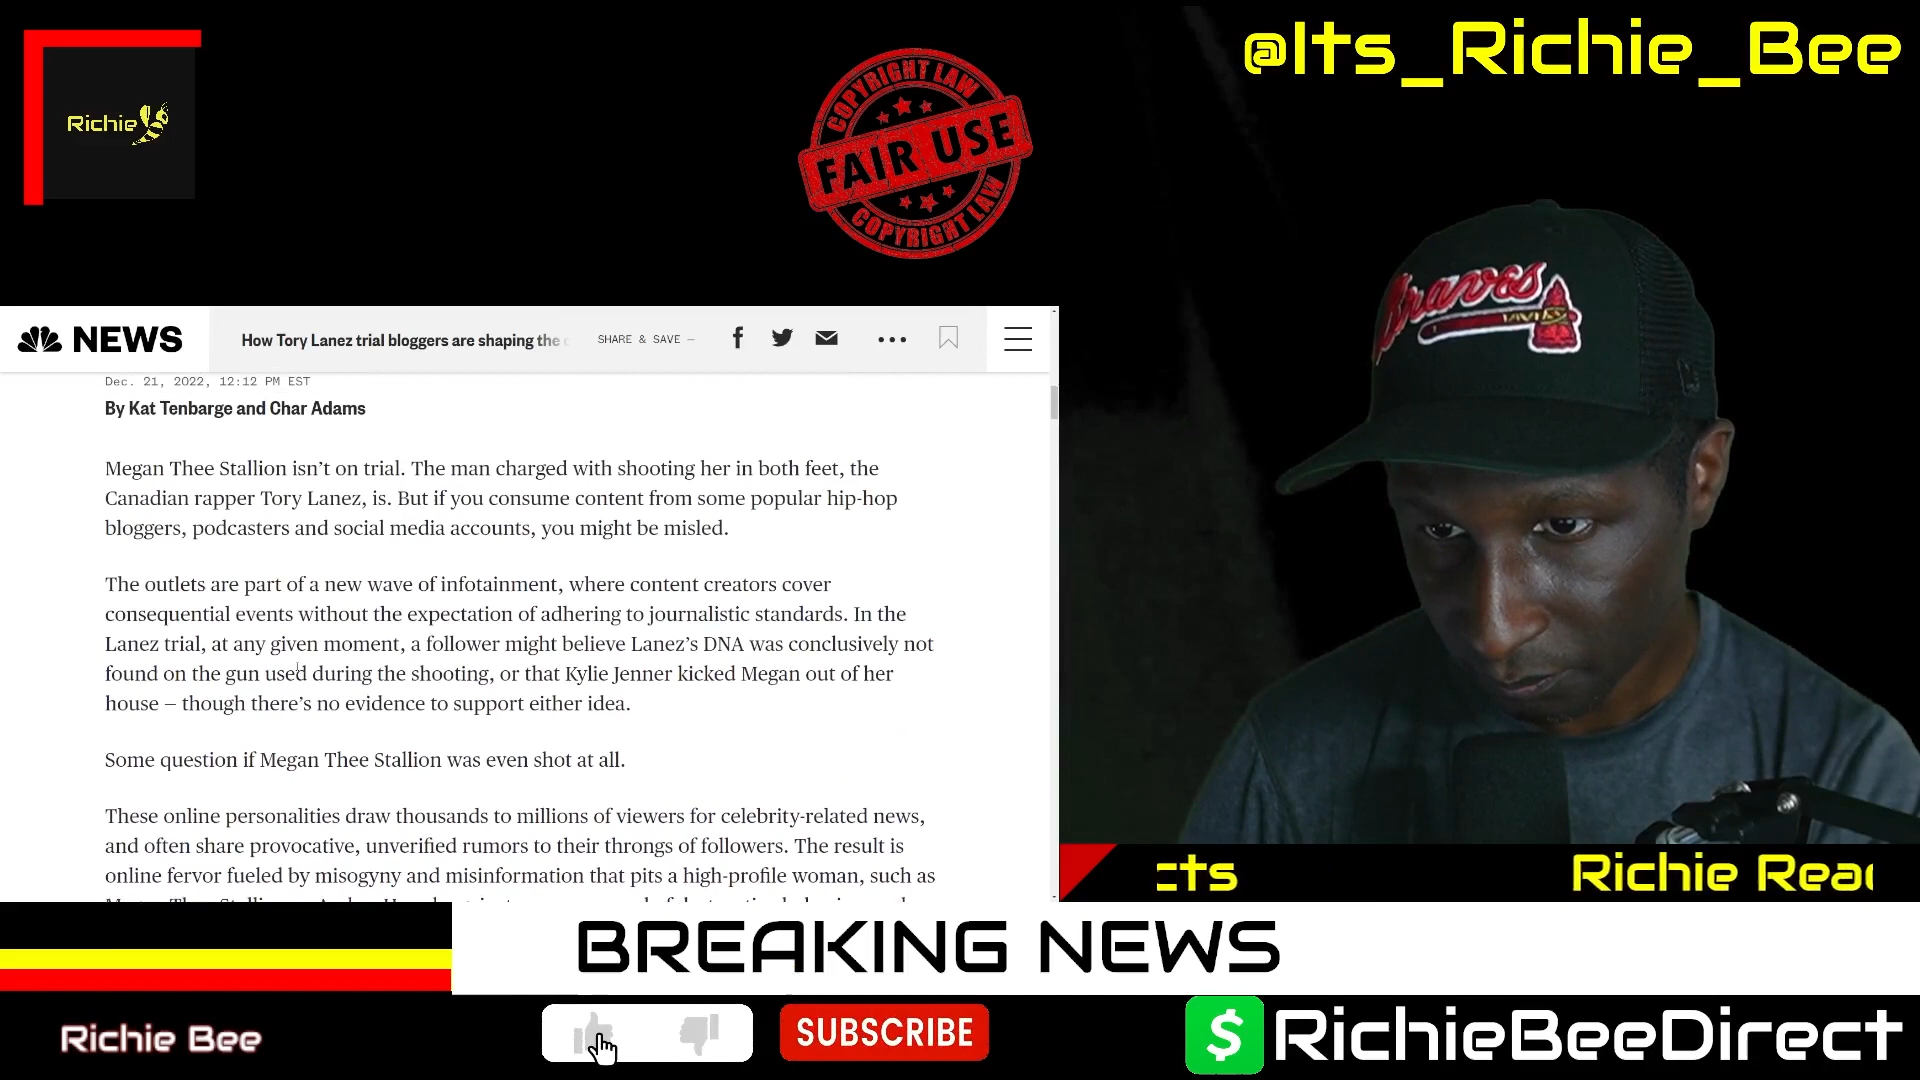 @Its_Richie_Bee
Richie
COPYRIGHT LAW
FAIR USE
COPYRIGHT LAW
Braves
NEWS
How Tory Lanez trial bloggers are shaping the
SHARE & SAVE —
Dec. 21, 2022, 12:12 PM EST
By Kat Tenbarge and Char Adams
Megan Thee Stallion isn’t on trial. The man charged with shooting her in both feet, the
Canadian rapper Tory Lanez, is. But if you consume content from some popular hip-hop
bloggers, podcasters and social media accounts, you might be misled.
The outlets are part of a new wave of infotainment, where content creators cover
consequential events without the expectation of adhering to journalistic standards. In the
Lanez trial, at any given moment, a follower might believe Lanez’s DNA was conclusively not
found on the gun used during the shooting, or that Kylie Jenner kicked Megan out of her
house — though there’s no evidence to support either idea.
Some question if Megan Thee Stallion was even shot at all.
These online personalities draw thousands to millions of viewers for celebrity-related news,
and often share provocative, unverified rumors to their throngs of followers. The result is
online fervor fueled by misogyny and misinformation that pits a high-profile woman, such as
cts Richie Reac
BREAKING NEWS
Richie Bee
SUBSCRIBE
$ RichieBeeDirect